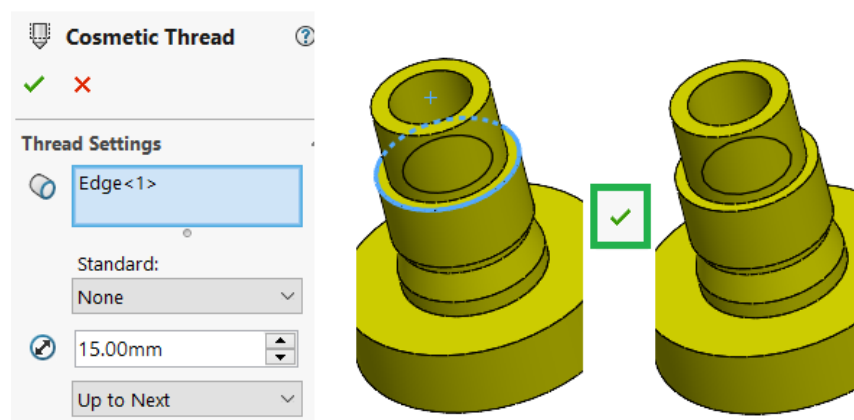 Cosmetic Thread
Thread Settings
Edge<1>
Standard:
None
15.00mm
Up to Next